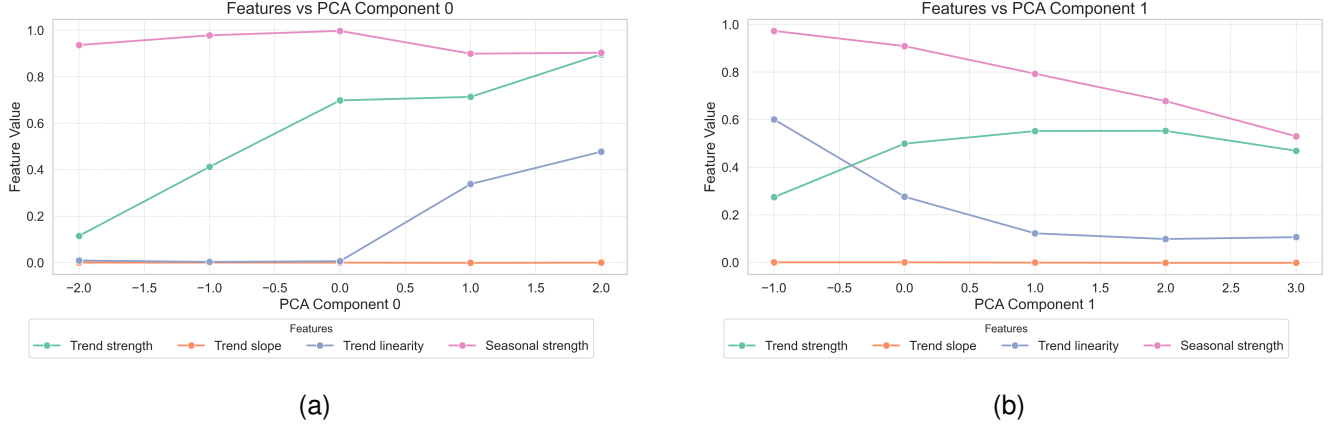 Features vs PCA Component 0
Feature Value
1.0
0.8
0.6
0.4
0.2
0.0
−2.0 −1.5 −1.0 −0.5 0.0 0.5 1.0 1.5 2.0
PCA Component 0
Features
Trend strength Trend slope Trend linearity Seasonal strength
(a)
Features vs PCA Component 1
Feature Value
1.0
0.8
0.6
0.4
0.2
0.0
−1.0 −0.5 0.0 0.5 1.0 1.5 2.0 2.5 3.0
PCA Component 1
Features
Trend strength Trend slope Trend linearity Seasonal strength
(b)